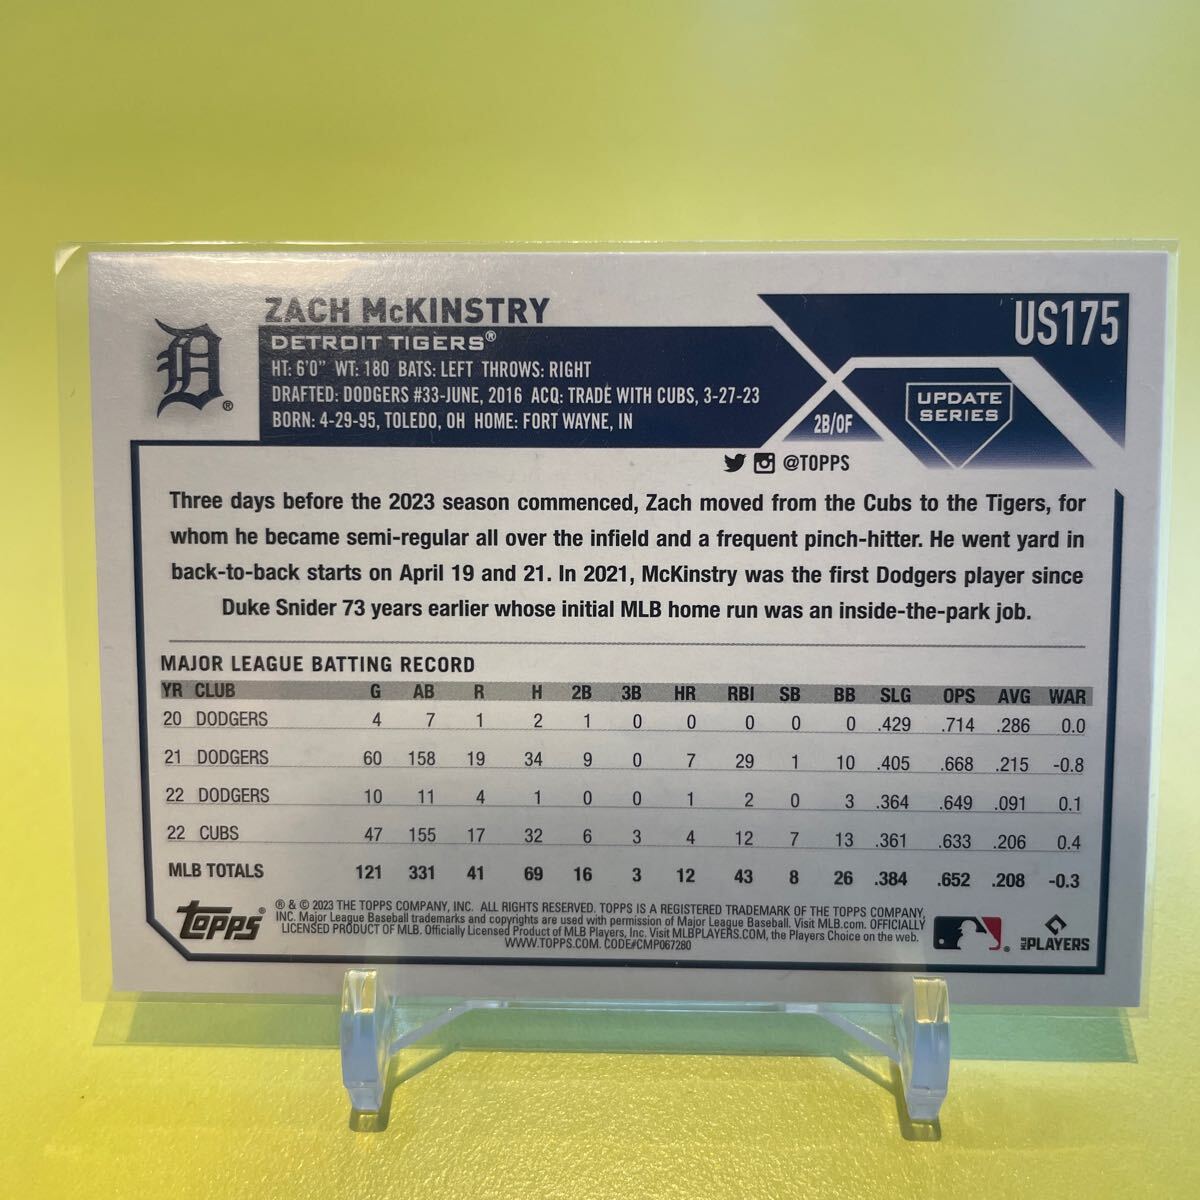 ZACH McKINSTRY
US175
DETROIT TIGERS®
HT: 6'0" WT: 180 BATS: LEFT THROWS: RIGHT
DRAFTED: DODGERS #33-JUNE, 2016 ACQ: TRADE WITH CUBS, 3-27-23
BORN: 4-29-95, TOLEDO, OH HOME: FORT WAYNE, IN
2B/OF
UPDATE
SERIES
D ®
@TOPPS
Three days before the 2023 season commenced, Zach moved from the Cubs to the Tigers, for
whom he became semi-regular all over the infield and a frequent pinch-hitter. He went yard in
back-to-back starts on April 19 and 21. In 2021, McKinstry was the first Dodgers player since
Duke Snider 73 years earlier whose initial MLB home run was an inside-the-park job.
MAJOR LEAGUE BATTING RECORD
YR CLUB G AB R H 2B 3B HR RBI SB BB SLG OPS AVG WAR
20 DODGERS 4 7 1 2 1 0 0 0 0 0 .429 .714 .286 0.0
21 DODGERS 60 158 19 34 9 0 7 29 1 10 .405 .668 .215 -0.8
22 DODGERS 10 11 4 1 0 0 1 2 0 3 .364 .649 .091 0.1
22 CUBS 47 155 17 32 6 3 4 12 7 13 .361 .633 .206 0.4
MLB TOTALS 121 331 41 69 16 3 12 43 8 26 .384 .652 .208 -0.3
topps®
® & © 2023 THE TOPPS COMPANY, INC. ALL RIGHTS RESERVED. TOPPS IS A REGISTERED TRADEMARK OF THE TOPPS COMPANY,
INC. Major League Baseball trademarks and copyrights are used with permission of Major League Baseball. Visit MLB.com. OFFICIALLY
LICENSED PRODUCT OF MLB. Officially Licensed Product of MLB Players, Inc. Visit MLBPLAYERS.COM, the Players Choice on the web.
WWW.TOPPS.COM. CODE#CMP067280
®
MLB PLAYERS